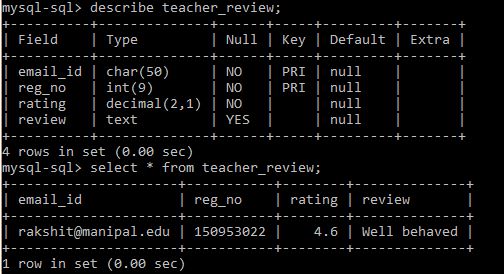 mysql-sql> describe teacher_review;
+----------+--------------+------+-----+---------+-------+
| Field    | Type         | Null | Key | Default | Extra |
+----------+--------------+------+-----+---------+-------+
| email_id | char(50)     | NO   | PRI | null    |       |
| reg_no   | int(9)       | NO   | PRI | null    |       |
| rating   | decimal(2,1) | NO   |     | null    |       |
| review   | text         | YES  |     | null    |       |
+----------+--------------+------+-----+---------+-------+
4 rows in set (0.00 sec)
mysql-sql> select * from teacher_review;
+---------------------+-----------+--------+-------------+
| email_id            | reg_no    | rating | review      |
+---------------------+-----------+--------+-------------+
| rakshit@manipal.edu | 150953022 |    4.6 | Well behaved |
+---------------------+-----------+--------+-------------+
1 row in set (0.00 sec)